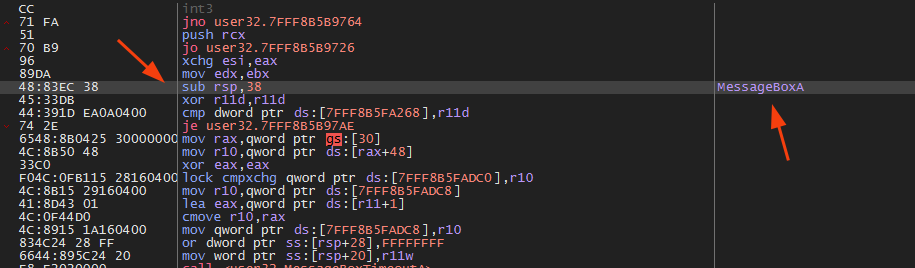 CC int3
71 FA jno user32.7FFF8B5B9764
51 push rcx
70 B9 jo user32.7FFF8B5B9726
96 xchg esi,eax
89DA mov edx,ebx
48:83EC 38 sub rsp,38 MessageBoxA
45:33DB xor r11d,r11d
44:391D EA0A0400 cmp dword ptr ds:[7FFF8B5FA268],r11d
74 2E je user32.7FFF8B5B97AE
6548:8B0425 30000000 mov rax,qword ptr gs:[30]
4C:8B50 48 mov r10,qword ptr ds:[rax+48]
33C0 xor eax,eax
F04C:0FB115 28160400 lock cmpxchg qword ptr ds:[7FFF8B5FADC0],r10
4C:8B15 29160400 mov r10,qword ptr ds:[7FFF8B5FADC8]
41:8D43 01 lea eax,qword ptr ds:[r11+1]
4C:0F44D0 cmove r10,rax
4C:8915 1A160400 mov qword ptr ds:[7FFF8B5FADC8],r10
834C24 28 FF or dword ptr ss:[rsp+28],FFFFFFFF
6644:895C24 20 mov word ptr ss:[rsp+20],r11w
call <user32.MessageBoxTimeoutA>